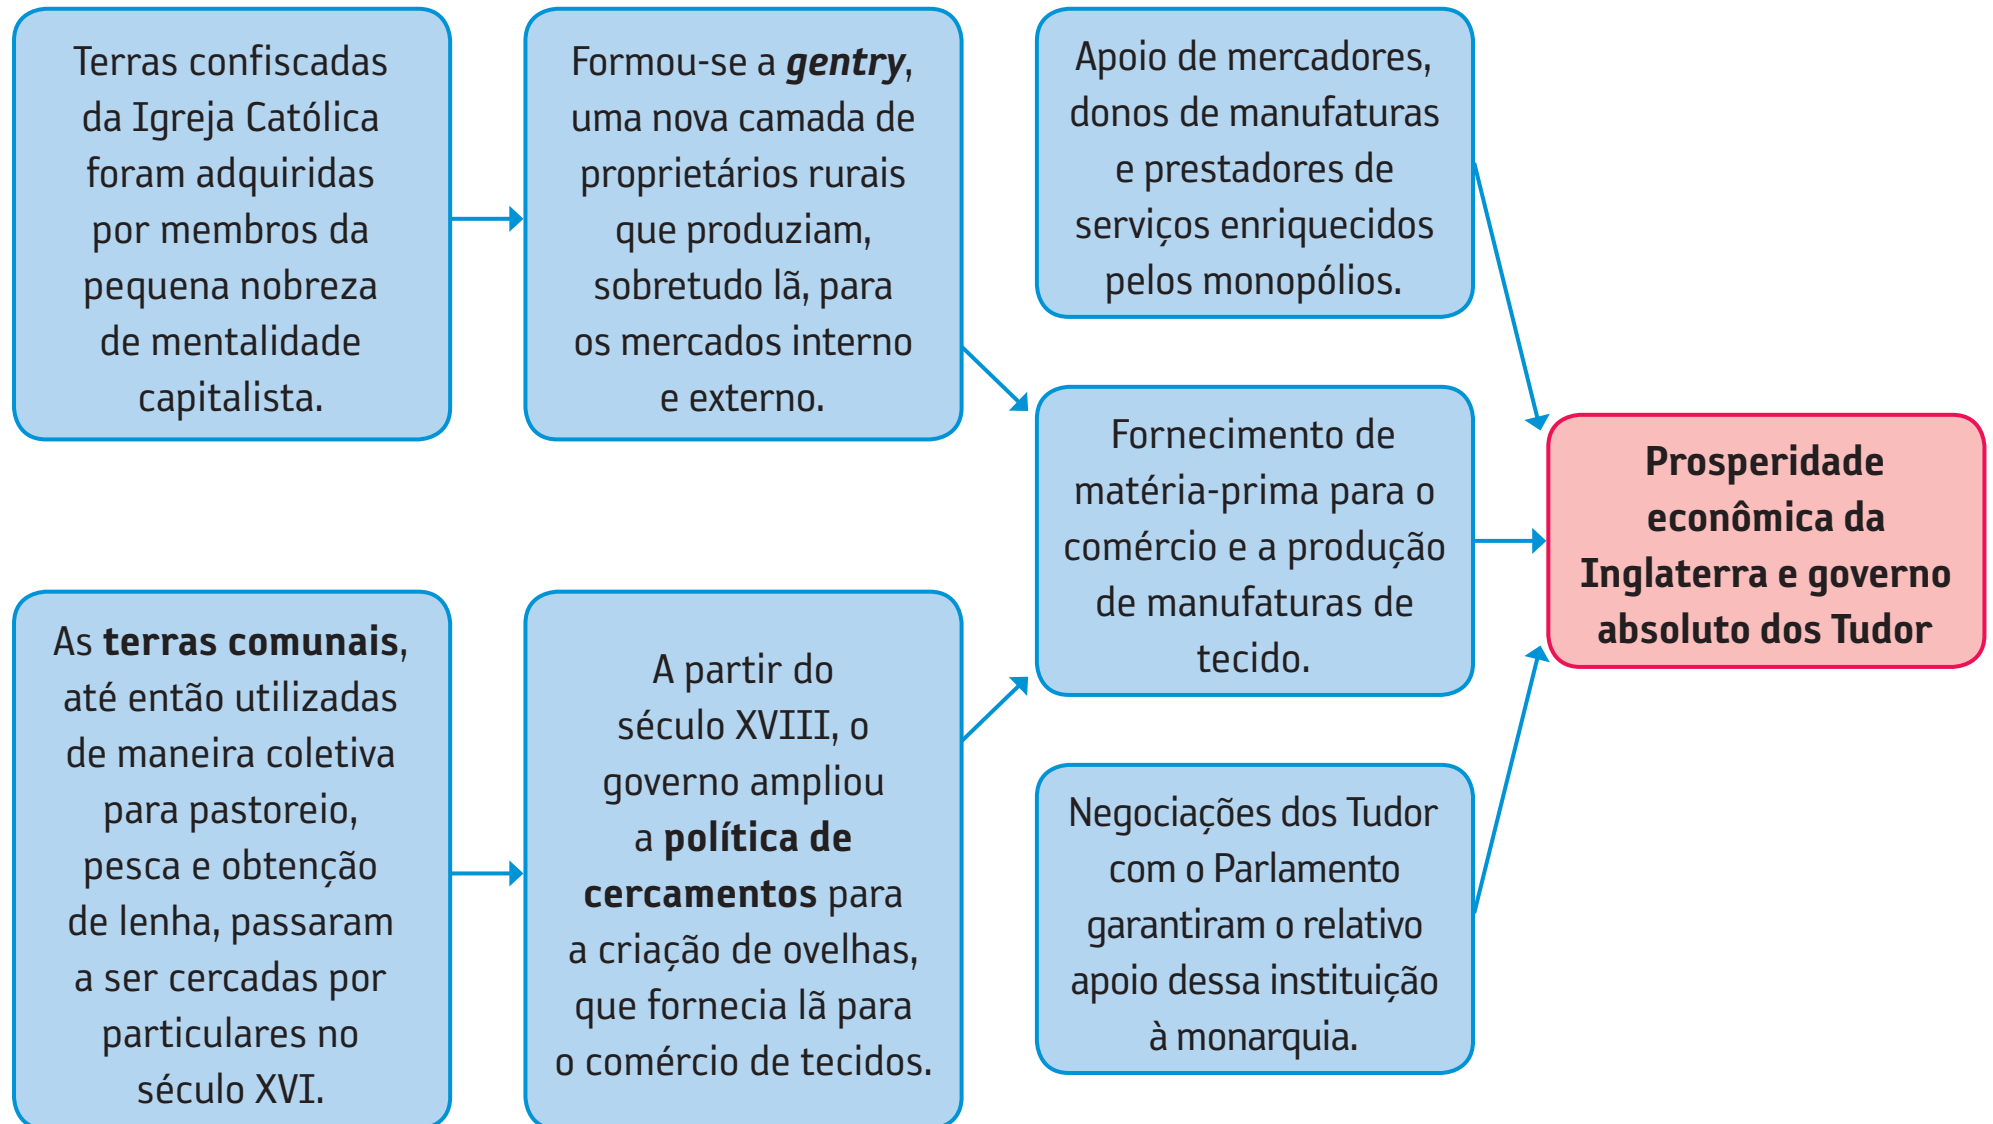 Terras confiscadas
da Igreja Católica
foram adquiridas
por membros da
pequena nobreza
de mentalidade
capitalista.
Formou-se a gentry,
uma nova camada de
proprietários rurais
que produziam,
sobretudo lã, para
os mercados interno
e externo.
Apoio de mercadores,
donos de manufaturas
e prestadores de
serviços enriquecidos
pelos monopólios.
As terras comunais,
até então utilizadas
de maneira coletiva
para pastoreio,
pesca e obtenção
de lenha, passaram
a ser cercadas por
particulares no
século XVI.
A partir do
século XVIII, o
governo ampliou
a política de
cercamentos para
a criação de ovelhas,
que fornecia lã para
o comércio de tecidos.
Fornecimento de
matéria-prima para o
comércio e a produção
de manufaturas de
tecido.
Negociações dos Tudor
com o Parlamento
garantiram o relativo
apoio dessa instituição
à monarquia.
Prosperidade
econômica da
Inglaterra e governo
absoluto dos Tudor